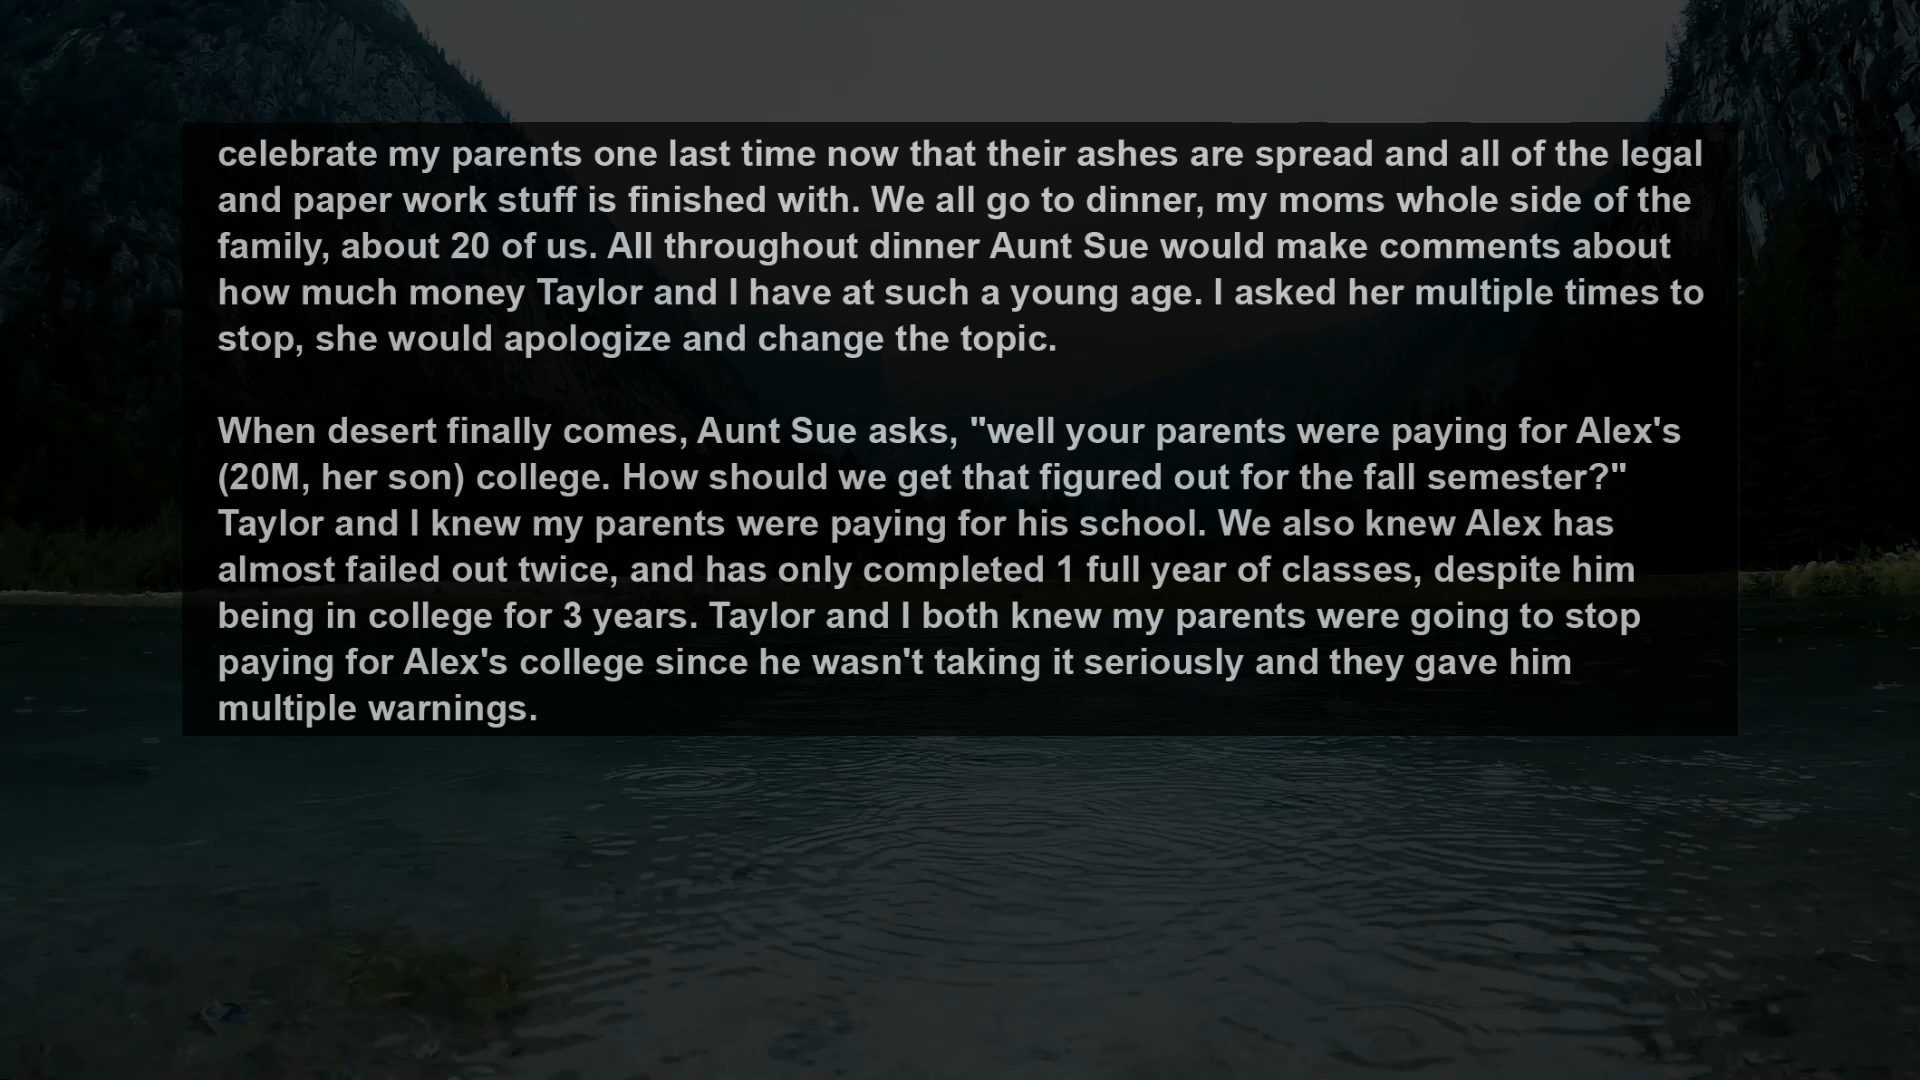 celebrate my parents one last time now that their ashes are spread and all of the legal
and paper work stuff is finished with. We all go to dinner, my moms whole side of the
family, about 20 of us. All throughout dinner Aunt Sue would make comments about
how much money Taylor and I have at such a young age. I asked her multiple times to
stop, she would apologize and change the topic.
When desert finally comes, Aunt Sue asks, "well your parents were paying for Alex's
(20M, her son) college. How should we get that figured out for the fall semester?"
Taylor and I knew my parents were paying for his school. We also knew Alex has
almost failed out twice, and has only completed 1 full year of classes, despite him
being in college for 3 years. Taylor and I both knew my parents were going to stop
paying for Alex's college since he wasn't taking it seriously and they gave him
multiple warnings.